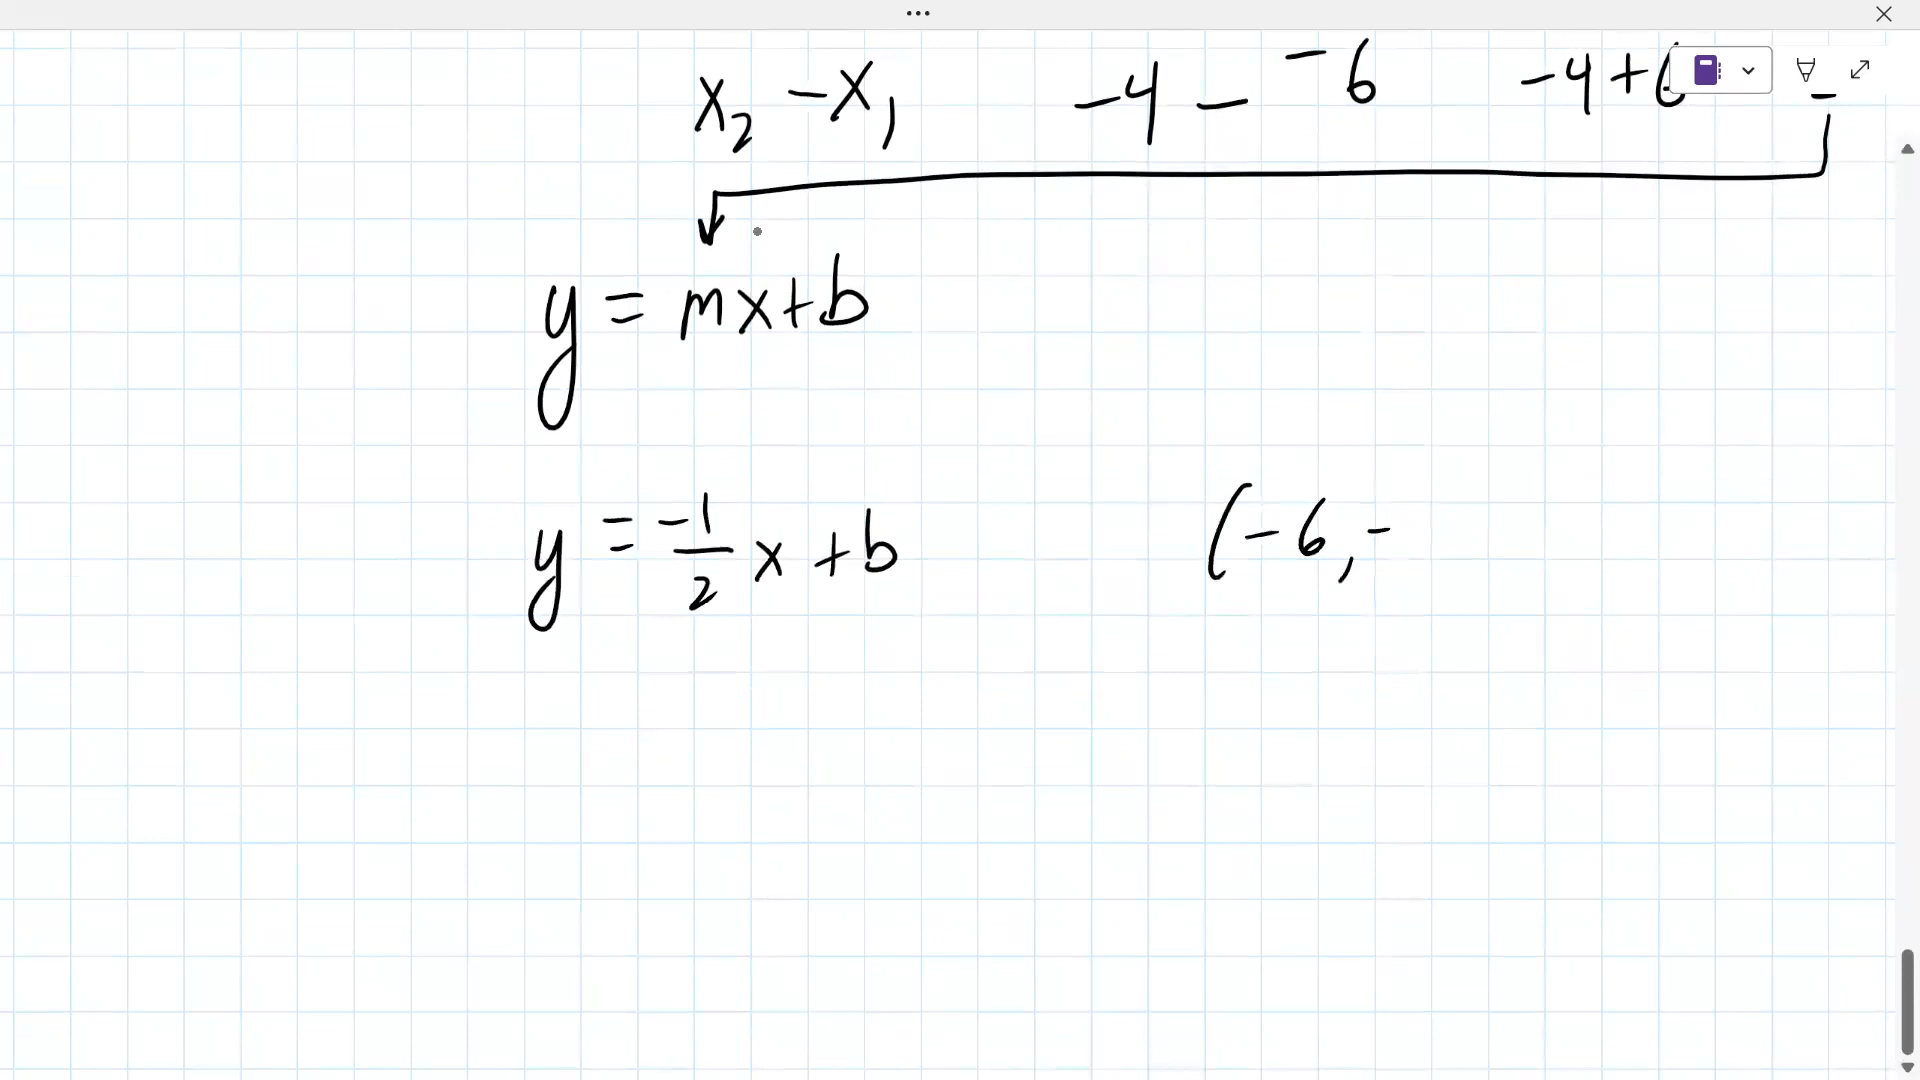 x₂ - x₁ -4 - -6 -4+6
y = mx+b
y = -1/2 x + b (-6,-